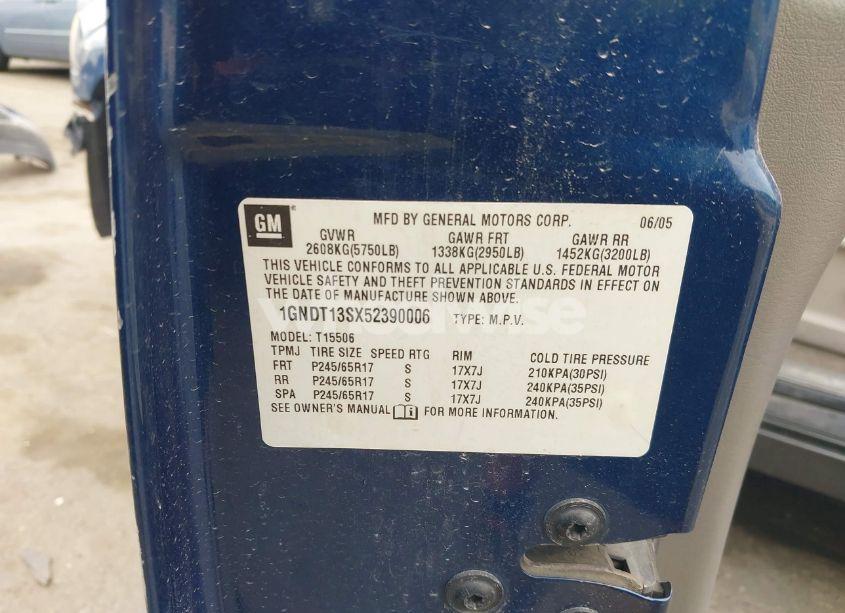 GM
MFD BY GENERAL MOTORS CORP. 06/05
GVWR GAWR FRT GAWR RR
2608KG(5750LB) 1338KG(2950LB) 1452KG(3200LB)
THIS VEHICLE CONFORMS TO ALL APPLICABLE U.S. FEDERAL MOTOR
VEHICLE SAFETY AND THEFT PREVENTION STANDARDS IN EFFECT ON
THE DATE OF MANUFACTURE SHOWN ABOVE.
1GNDT13SX52390006 TYPE: M.P.V.
MODEL: T15506
TPMJ TIRE SIZE SPEED RTG RIM COLD TIRE PRESSURE
FRT P245/65R17 S 17X7J 210KPA(30PSI)
RR P245/65R17 S 17X7J 240KPA(35PSI)
SPA P245/65R17 S 17X7J 240KPA(35PSI)
SEE OWNER'S MANUAL FOR MORE INFORMATION.